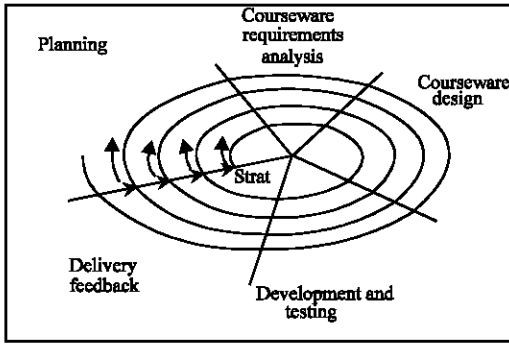 Planning
Courseware
requirements
analysis
Courseware
design
Strat
Delivery
feedback
Development and
testing